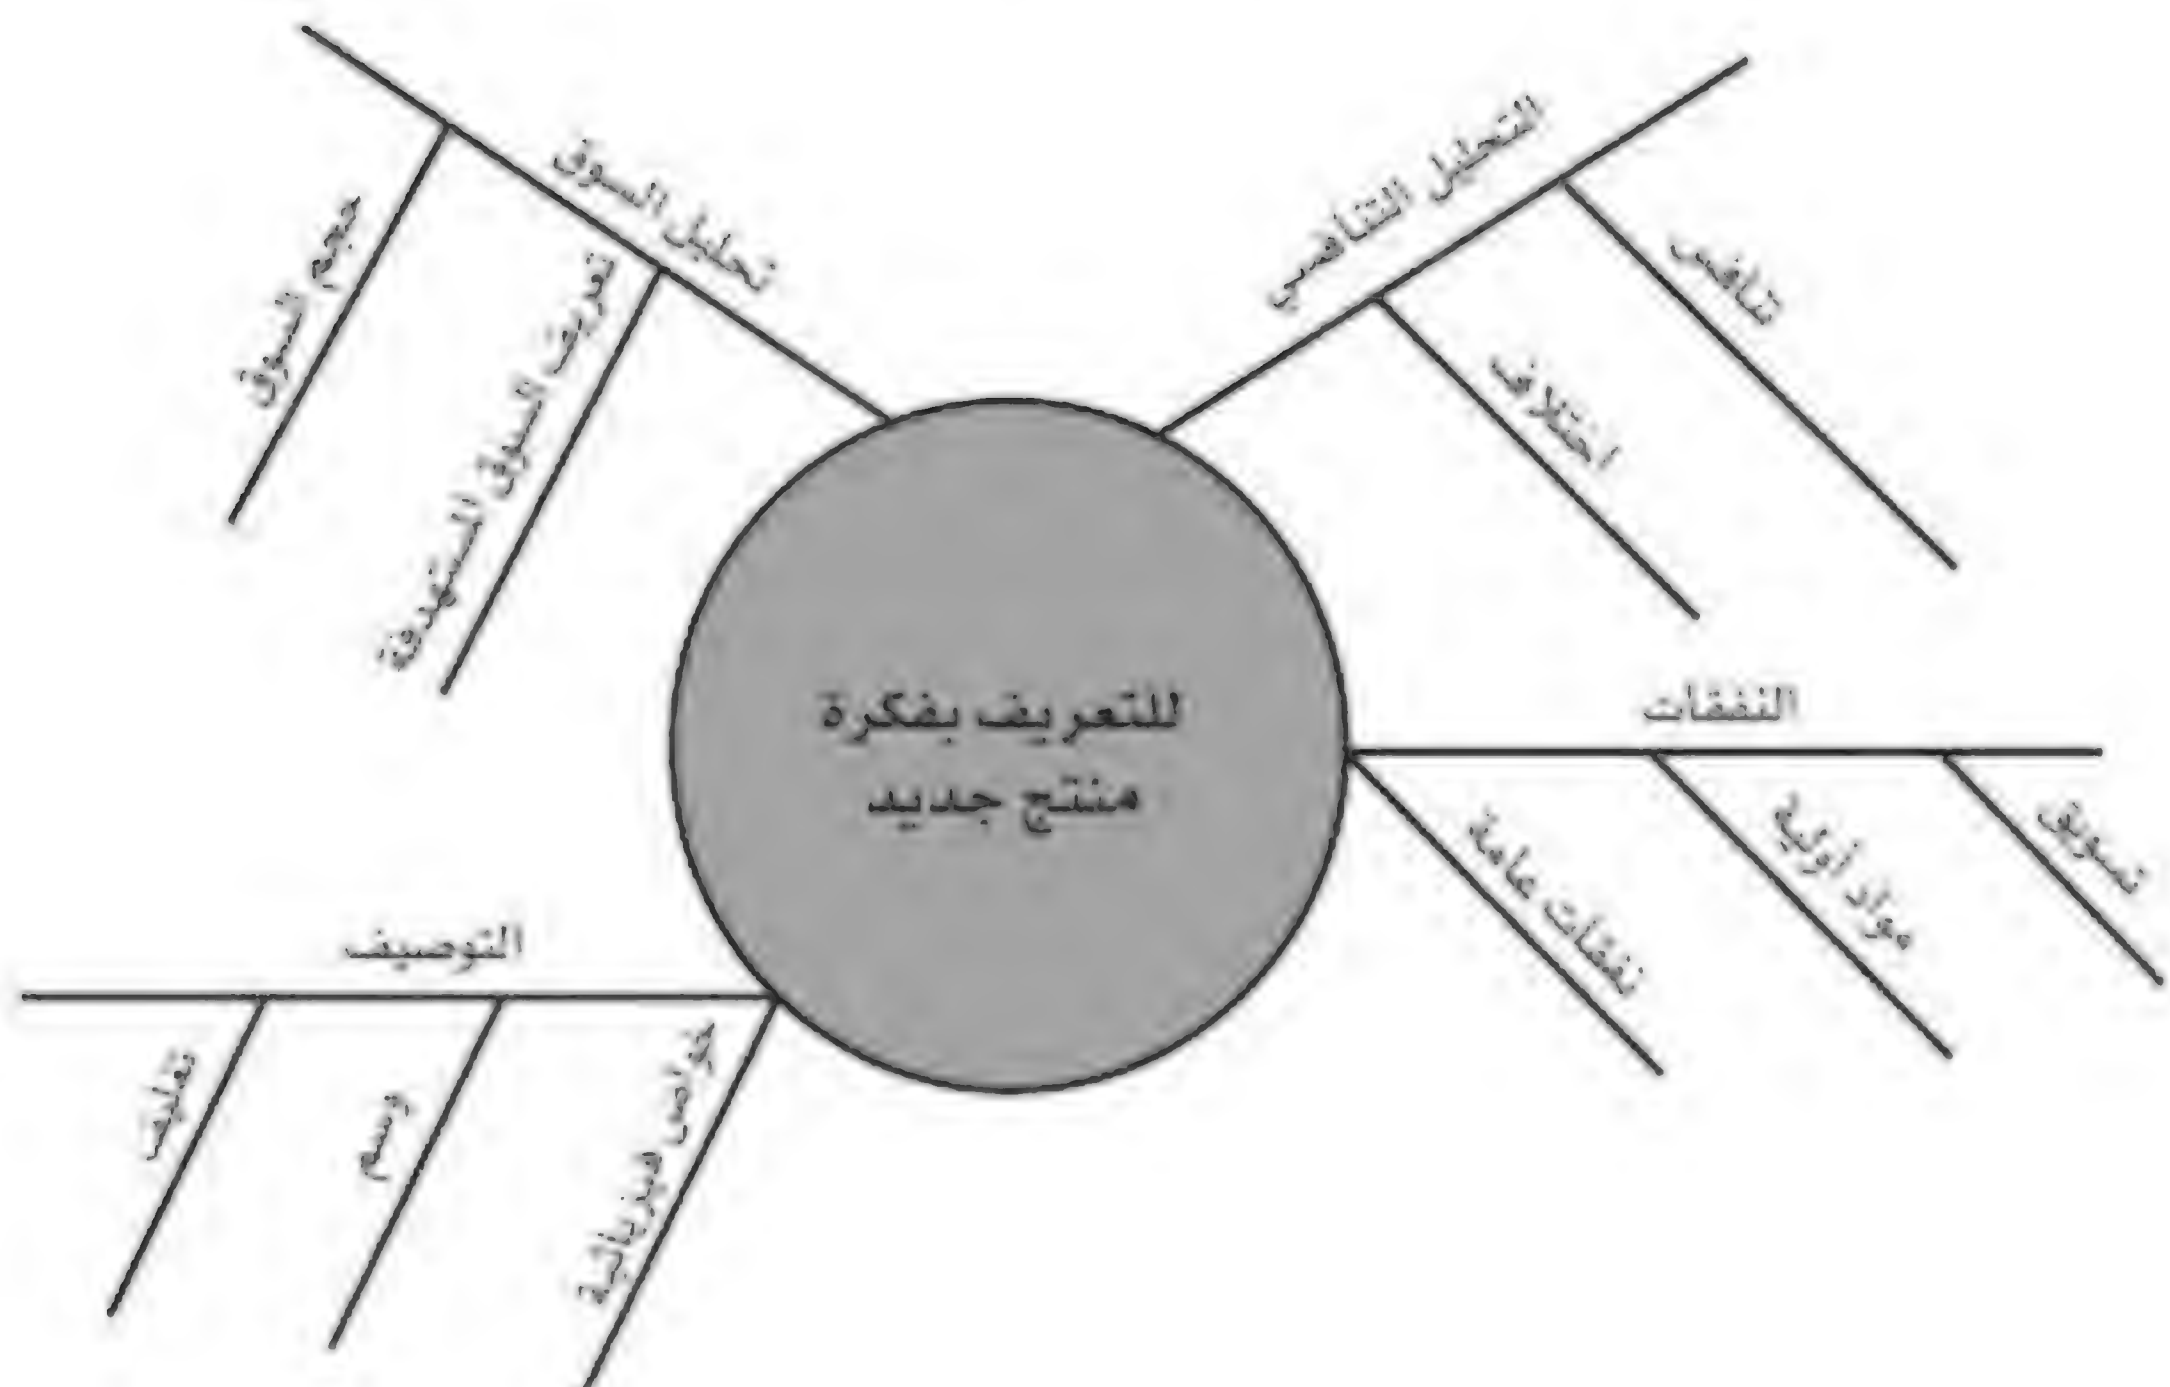 التحليل التنافسي
تنافس
اختلاف
تحليل السوق
تعريف السوق المستهدفة
حجم السوق
للتعريف بفكرة
منتج جديد
النفقات
تسويق
مواد أولية
نفقات عامة
التوصيف
خواص فيزيائية
وسم
تغليف